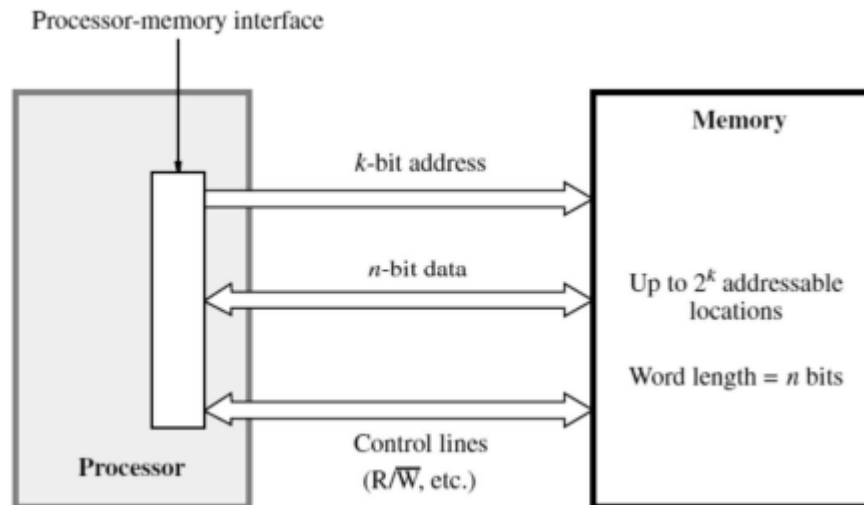 Processor-memory interface
k-bit address
n-bit data
Control lines
(R/W̅, etc.)
Processor
Memory
Up to 2ᵏ addressable
locations
Word length = n bits